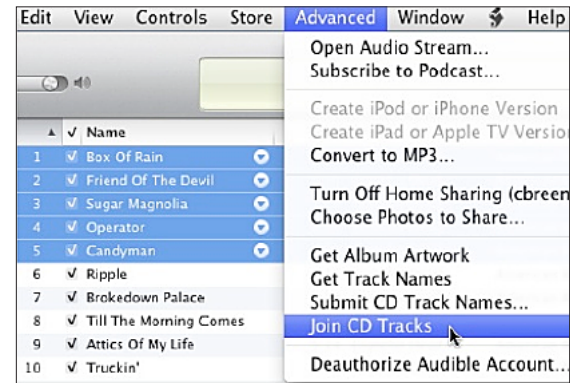 Edit View Controls Store Advanced Window Help
Open Audio Stream...
Subscribe to Podcast...
Create iPod or iPhone Version
Create iPad or Apple TV Versio
Convert to MP3...
Turn Off Home Sharing (cbreen
Choose Photos to Share...
Get Album Artwork
Get Track Names
Submit CD Track Names...
Join CD Tracks
Deauthorize Audible Account...
▲ ✓ Name
1 ✓ Box Of Rain
2 ✓ Friend Of The Devil
3 ✓ Sugar Magnolia
4 ✓ Operator
5 ✓ Candyman
6 ✓ Ripple
7 ✓ Brokedown Palace
8 ✓ Till The Morning Comes
9 ✓ Attics Of My Life
10 ✓ Truckin'